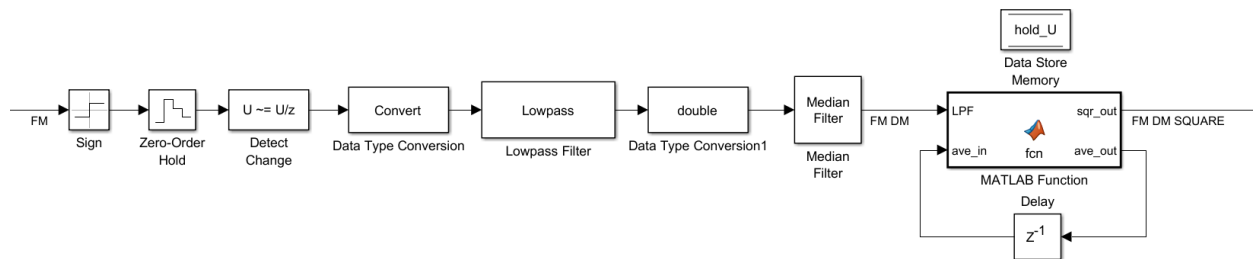 hold_U
Data Store
Memory
FM
Sign
Zero-Order
Hold
U ~= U/z
Detect
Change
Convert
Data Type Conversion
Lowpass
Lowpass Filter
double
Data Type Conversion1
Median
Filter
Median
Filter
FM DM
LPF
ave_in
fcn
sqr_out
ave_out
MATLAB Function
FM DM SQUARE
Delay
Z-1